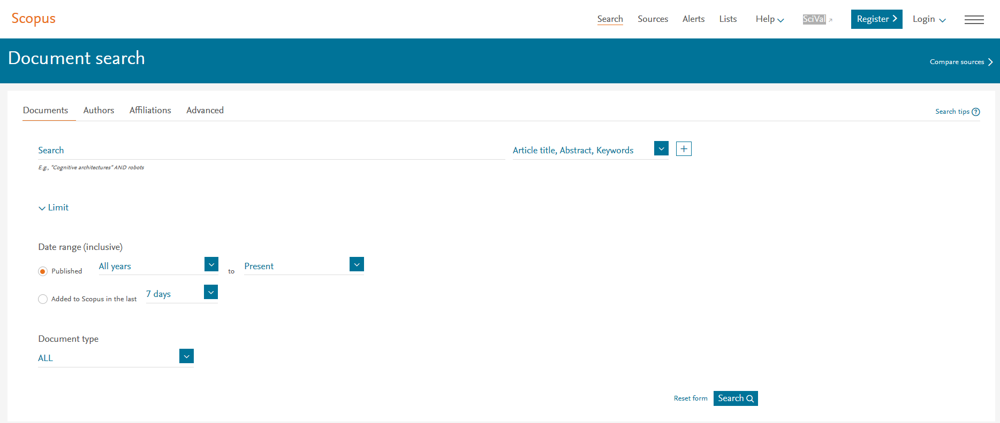 Scopus
Search Sources Alerts Lists Help SciVal Register Login
Document search
Compare sources
Documents Authors Affiliations Advanced
Search tips ?
Search
Article title, Abstract, Keywords
E.g., "Cognitive architectures" AND robots
Limit
Date range (inclusive)
Published All years to Present
Added to Scopus in the last 7 days
Document type
ALL
Reset form Search